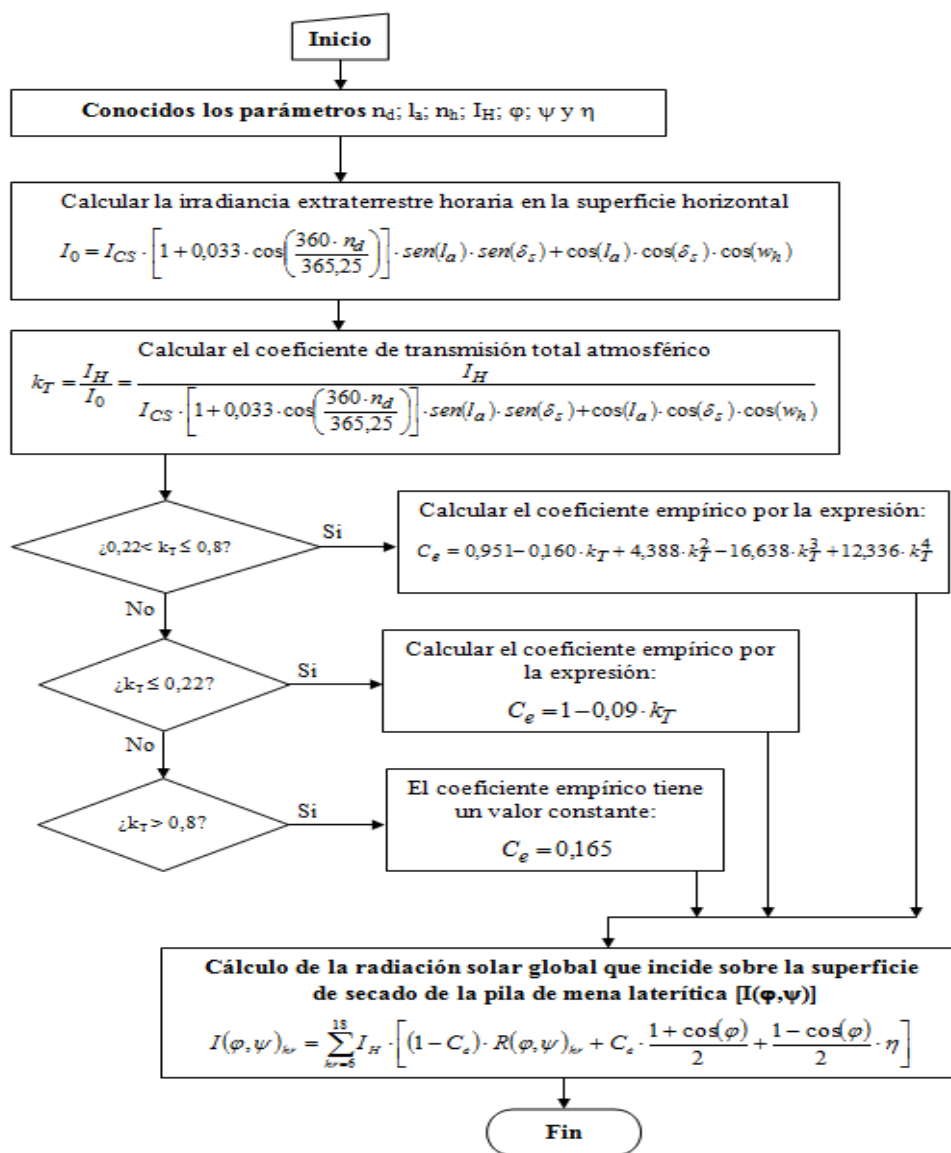 Inicio
Conocidos los parámetros n_d; l_a; n_h; I_H; φ; ψ y η
Calcular la irradiancia extraterrestre horaria en la superficie horizontal
I_0 = I_CS · [1 + 0,033 · cos(360 · n_d / 365,25)] · sen(l_a) · sen(δ_s) + cos(l_a) · cos(δ_s) · cos(w_h)
Calcular el coeficiente de transmisión total atmosférico
k_T = I_H / I_0 = I_H / (I_CS · [1 + 0,033 · cos(360 · n_d / 365,25)] · sen(l_a) · sen(δ_s) + cos(l_a) · cos(δ_s) · cos(w_h))
¿0,22< k_T ≤ 0,8?
Si
Calcular el coeficiente empírico por la expresión:
C_e = 0,951 − 0,160 · k_T + 4,388 · k_T^2 − 16,638 · k_T^3 + 12,336 · k_T^4
No
¿k_T ≤ 0,22?
Si
Calcular el coeficiente empírico por
la expresión:
C_e = 1 − 0,09 · k_T
No
¿k_T > 0,8?
Si
El coeficiente empírico tiene
un valor constante:
C_e = 0,165
Cálculo de la radiación solar global que incide sobre la superficie
de secado de la pila de mena laterítica [I(φ,ψ)]
I(φ,ψ)_hr = ∑_{hr=6}^{18} I_H · [(1 − C_e) · R(φ,ψ)_hr + C_e · (1 + cos(φ)) / 2 + (1 − cos(φ)) / 2 · η]
Fin